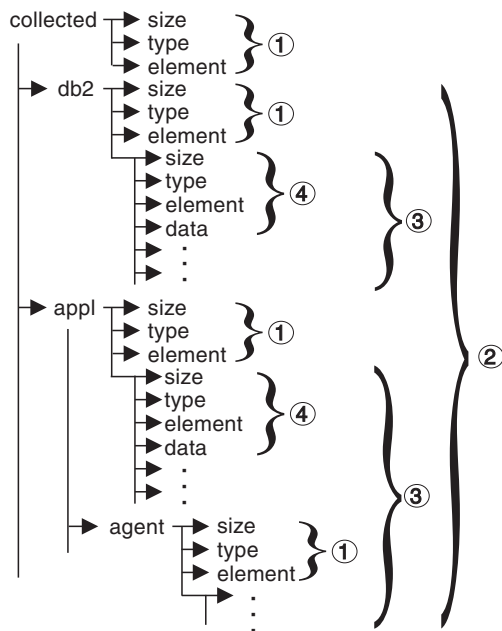 collected size
type ①
element
db2 size
type ①
element
size
type ④
element ③
data
size
appl type ①
element ②
size
type
element ④
data
③
agent size
type ①
element